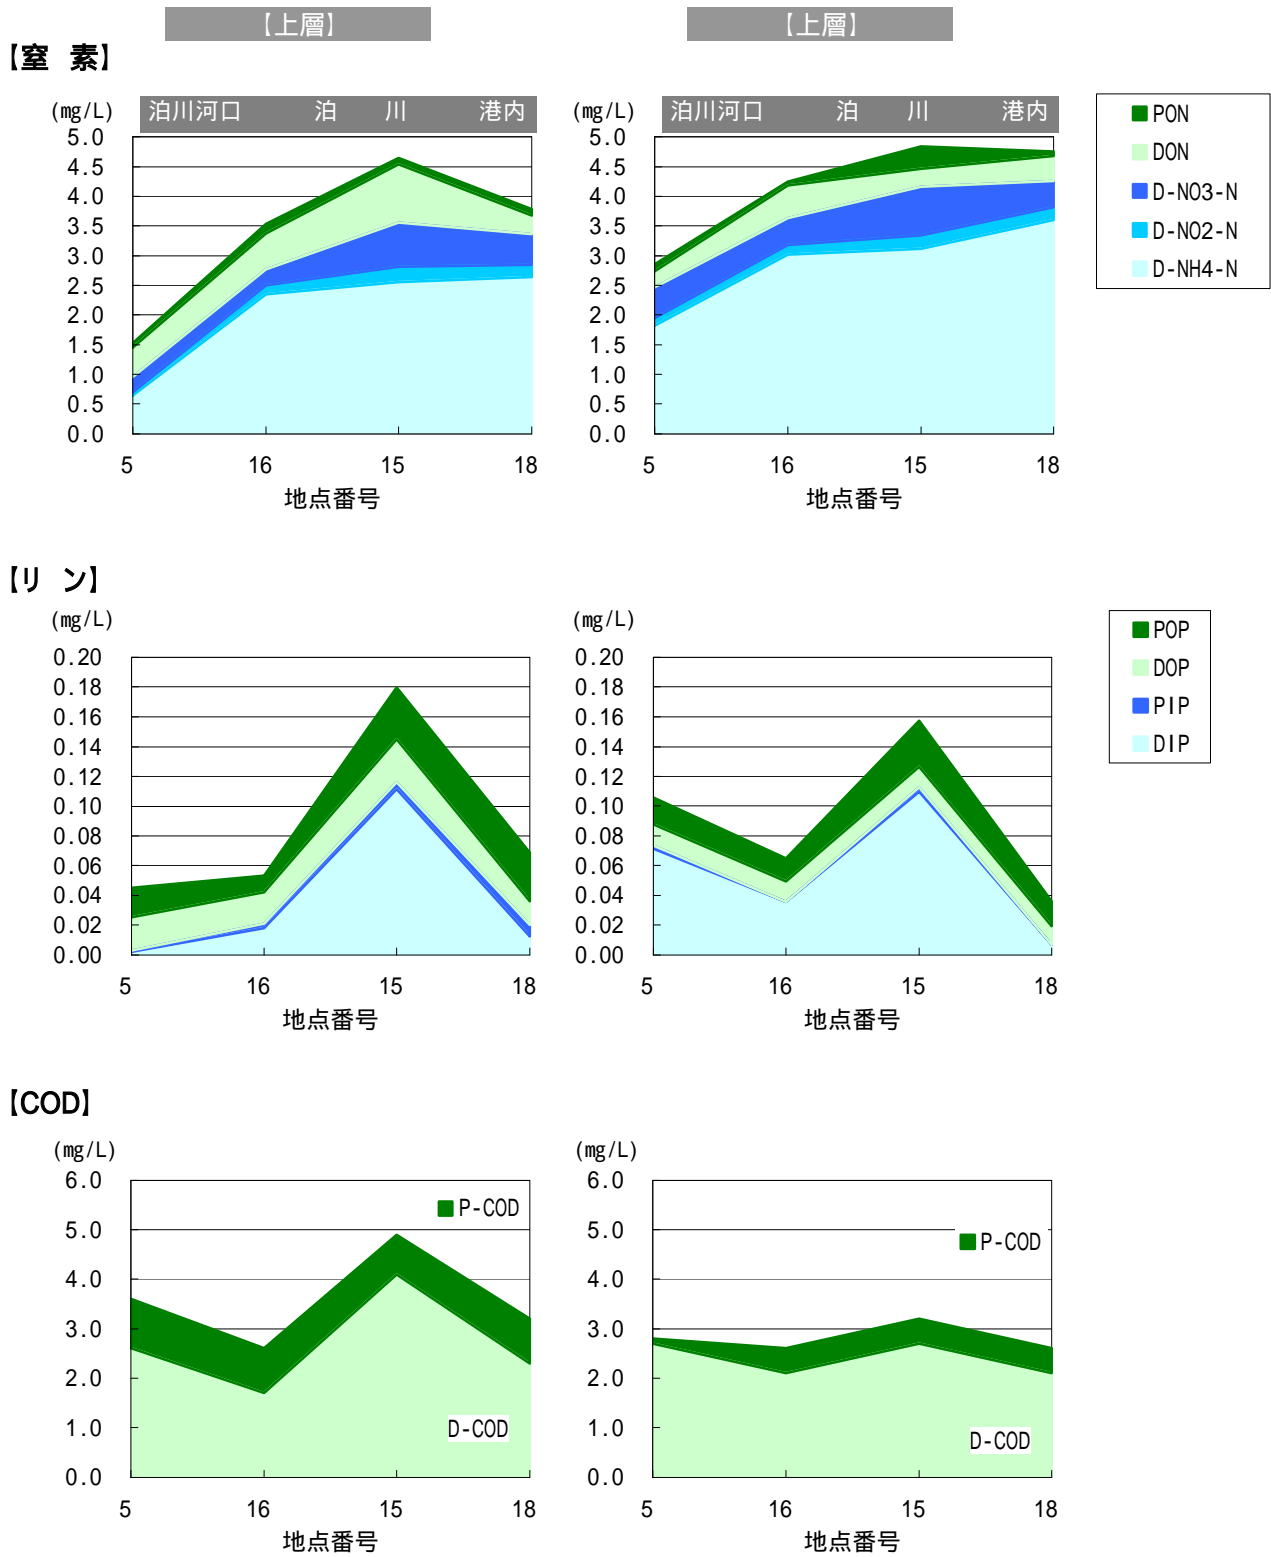 【上層】 【上層】
【窒 素】
(mg/L) 泊川河口 泊 川 港内 (mg/L) 泊川河口 泊 川 港内
5.0 5.0 PON
4.5 4.5 DON
4.0 4.0 D-NO3-N
3.5 3.5 D-NO2-N
3.0 3.0 D-NH4-N
2.5 2.5
2.0 2.0
1.5 1.5
1.0 1.0
0.5 0.5
0.0 0.0
5 16 15 18 5 16 15 18
地点番号 地点番号
【リ ン】
(mg/L) (mg/L)
0.20 0.20 POP
0.18 0.18 DOP
0.16 0.16 PIP
0.14 0.14 DIP
0.12 0.12
0.10 0.10
0.08 0.08
0.06 0.06
0.04 0.04
0.02 0.02
0.00 0.00
5 16 15 18 5 16 15 18
地点番号 地点番号
【COD】
(mg/L) (mg/L)
6.0 P-COD 6.0
5.0 5.0 P-COD
4.0 4.0
3.0 3.0
2.0 2.0
1.0 D-COD 1.0 D-COD
0.0 0.0
5 16 15 18 5 16 15 18
地点番号 地点番号